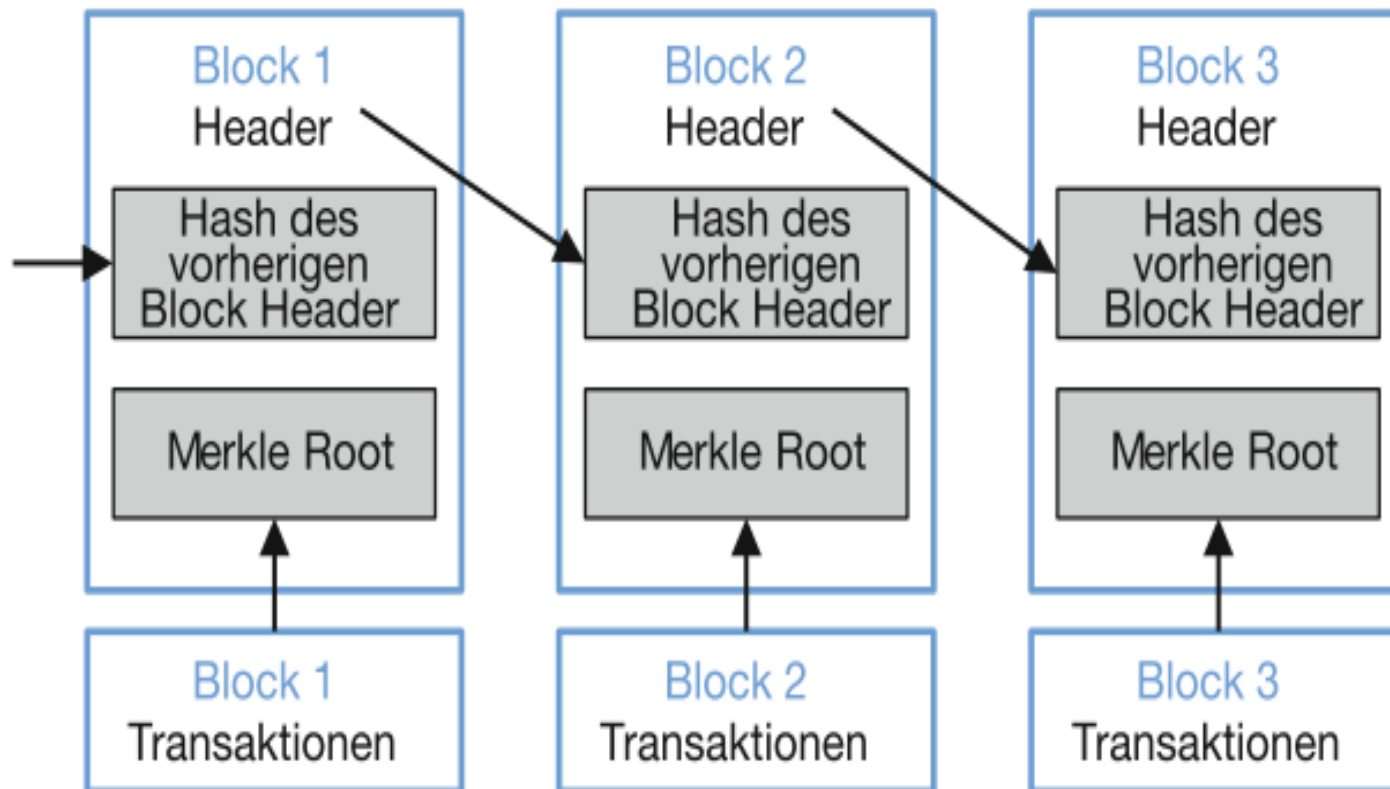 Block 1
Header
Hash des
vorherigen
Block Header
Merkle Root
Block 1
Transaktionen
Block 2
Header
Hash des
vorherigen
Block Header
Merkle Root
Block 2
Transaktionen
Block 3
Header
Hash des
vorherigen
Block Header
Merkle Root
Block 3
Transaktionen